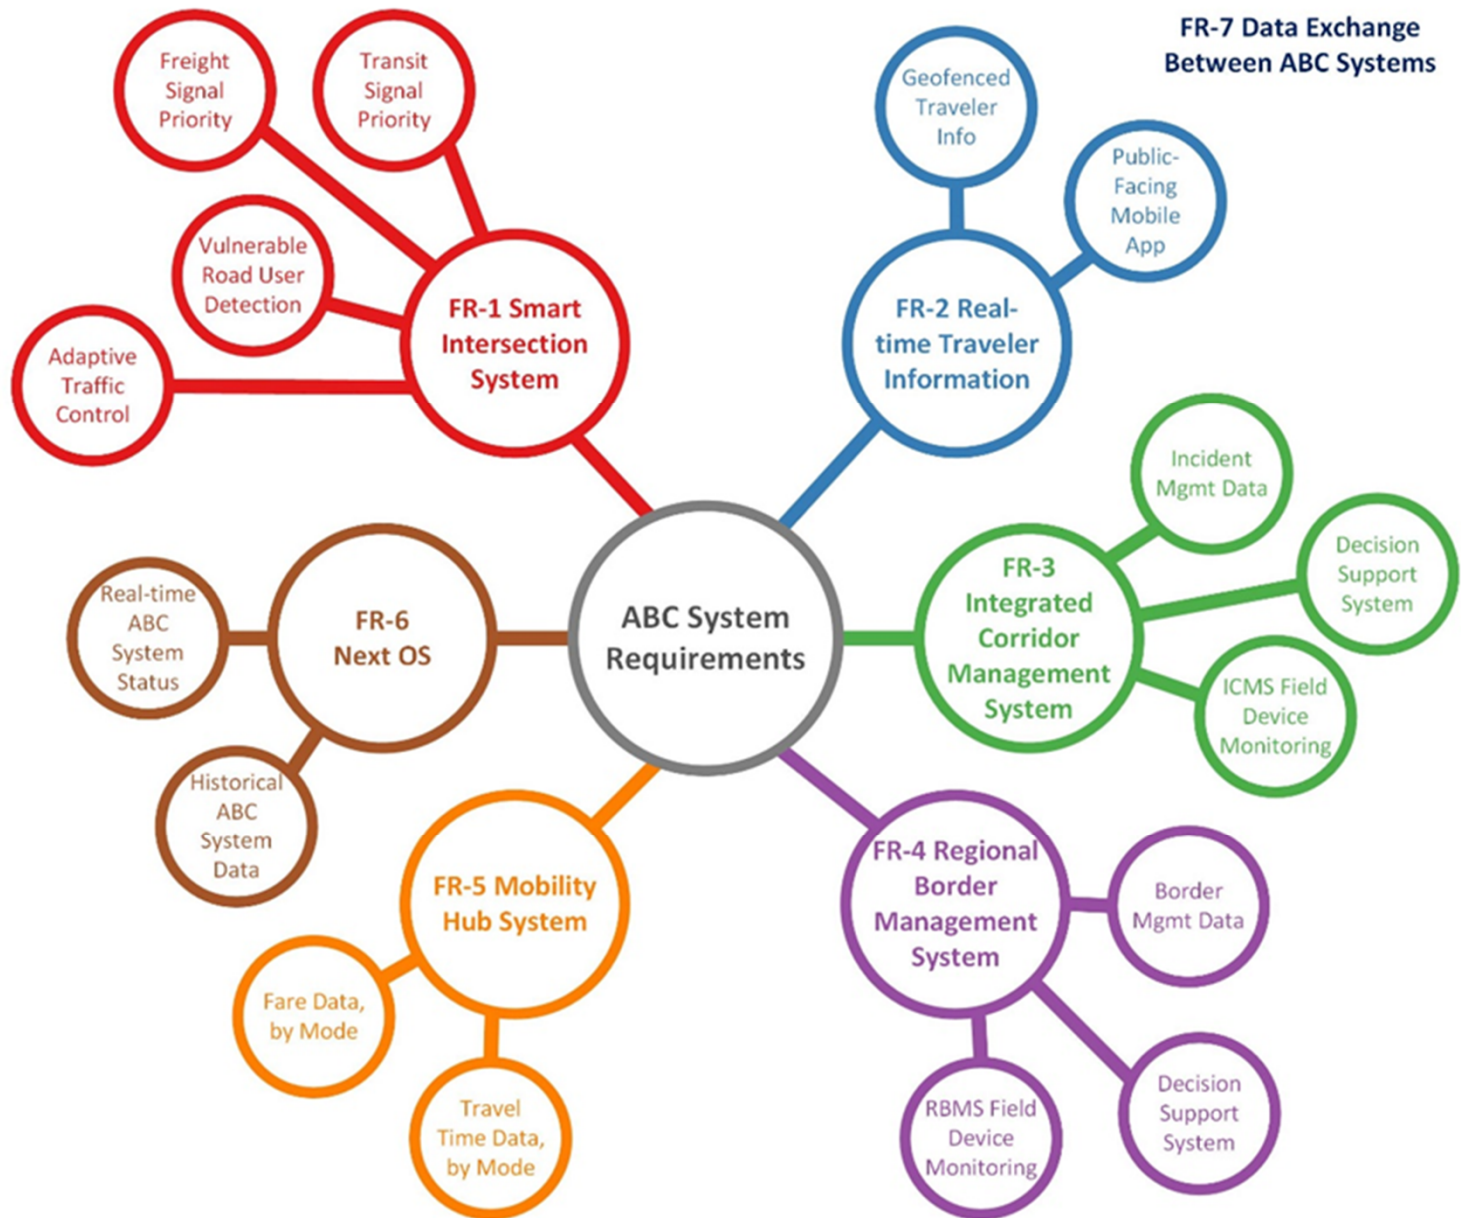 FR-7 Data Exchange
Between ABC Systems
Freight
Signal
Priority
Transit
Signal
Priority
Vulnerable
Road User
Detection
Adaptive
Traffic
Control
FR-1 Smart
Intersection
System
Geofenced
Traveler
Info
Public-
Facing
Mobile
App
FR-2 Real-
time Traveler
Information
Incident
Mgmt Data
Decision
Support
System
ICMS Field
Device
Monitoring
FR-3
Integrated
Corridor
Management
System
ABC System
Requirements
FR-6
Next OS
Real-time
ABC
System
Status
Historical
ABC
System
Data
FR-5 Mobility
Hub System
Fare Data,
by Mode
Travel
Time Data,
by Mode
FR-4 Regional
Border
Management
System
Border
Mgmt Data
Decision
Support
System
RBMS Field
Device
Monitoring